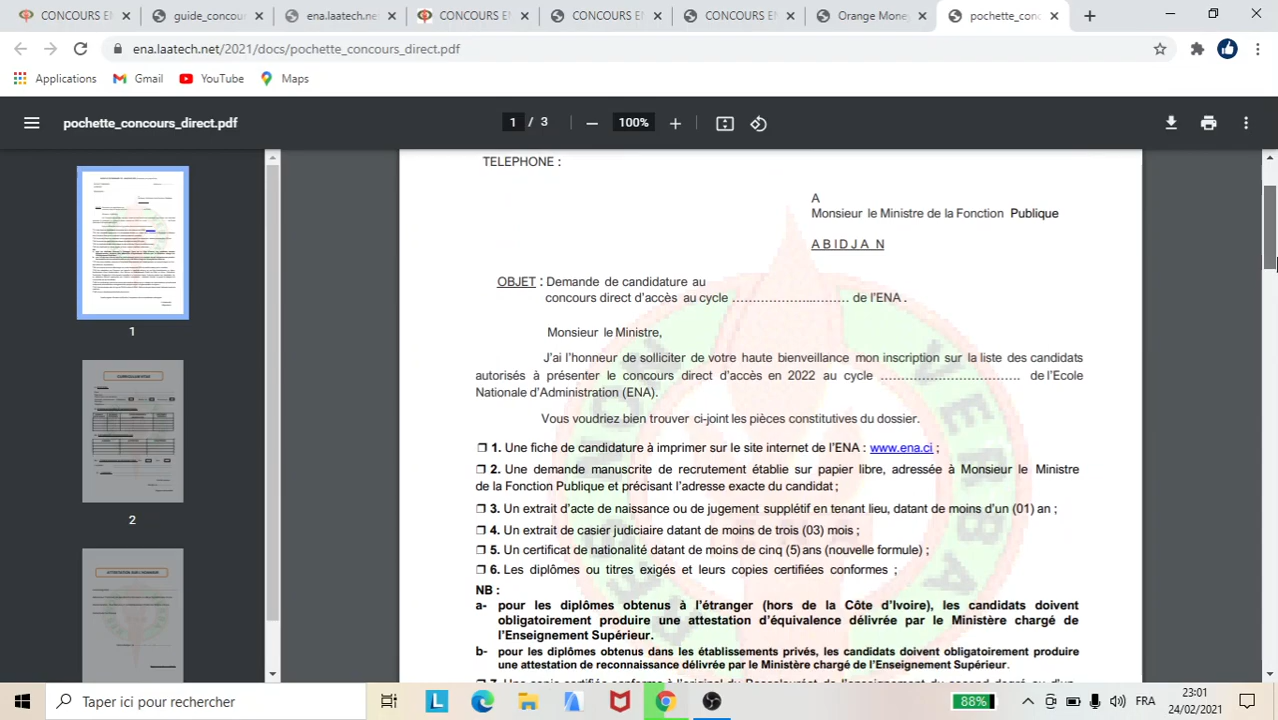 CONCOURS EN
guide_concou
ena.laatech.ne
CONCOURS EN
CONCOURS EN
CONCOURS EN
Orange Mone
pochette_conc
ena.laatech.net/2021/docs/pochette_concours_direct.pdf
Applications
Gmail
YouTube
Maps
pochette_concours_direct.pdf
1 / 3
100%
TELEPHONE :
A
Monsieur le Ministre de la Fonction Publique
A B I D J A N
OBJET : Demande de candidature au
concours direct d'accès au cycle ………………...……… de l'ENA .
Monsieur le Ministre,
J'ai l'honneur de solliciter de votre haute bienveillance mon inscription sur la liste des candidats
autorisés à présenter le concours direct d'accès en 2022 au cycle ……………………………. de l'Ecole
Nationale d'Administration (ENA).
Vous voudriez bien trouver ci-joint les pièces constitutives du dossier.
❒ 1. Une fiche de candidature à imprimer sur le site internet de l'ENA : www.ena.ci ;
❒ 2. Une demande manuscrite de recrutement établie sur papier libre, adressée à Monsieur le Ministre
de la Fonction Publique et précisant l'adresse exacte du candidat ;
❒ 3. Un extrait d'acte de naissance ou de jugement supplétif en tenant lieu, datant de moins d'un (01) an ;
❒ 4. Un extrait de casier judiciaire datant de moins de trois (03) mois ;
❒ 5. Un certificat de nationalité datant de moins de cinq (5) ans (nouvelle formule) ;
❒ 6. Les diplômes ou titres exigés et leurs copies certifiées conformes ;
NB :
a- pour les diplômes obtenus à l'étranger (hors de la Côte d'Ivoire), les candidats doivent
obligatoirement produire une attestation d'équivalence délivrée par le Ministère chargé de
l'Enseignement Supérieur.
b- pour les diplômes obtenus dans les établissements privés, les candidats doivent obligatoirement produire
une attestation de reconnaissance délivrée par le Ministère chargé de l'Enseignement Supérieur.
1
CURRICULUM VITAE
2
Taper ici pour rechercher
88%
FRA
23:01
24/02/2021